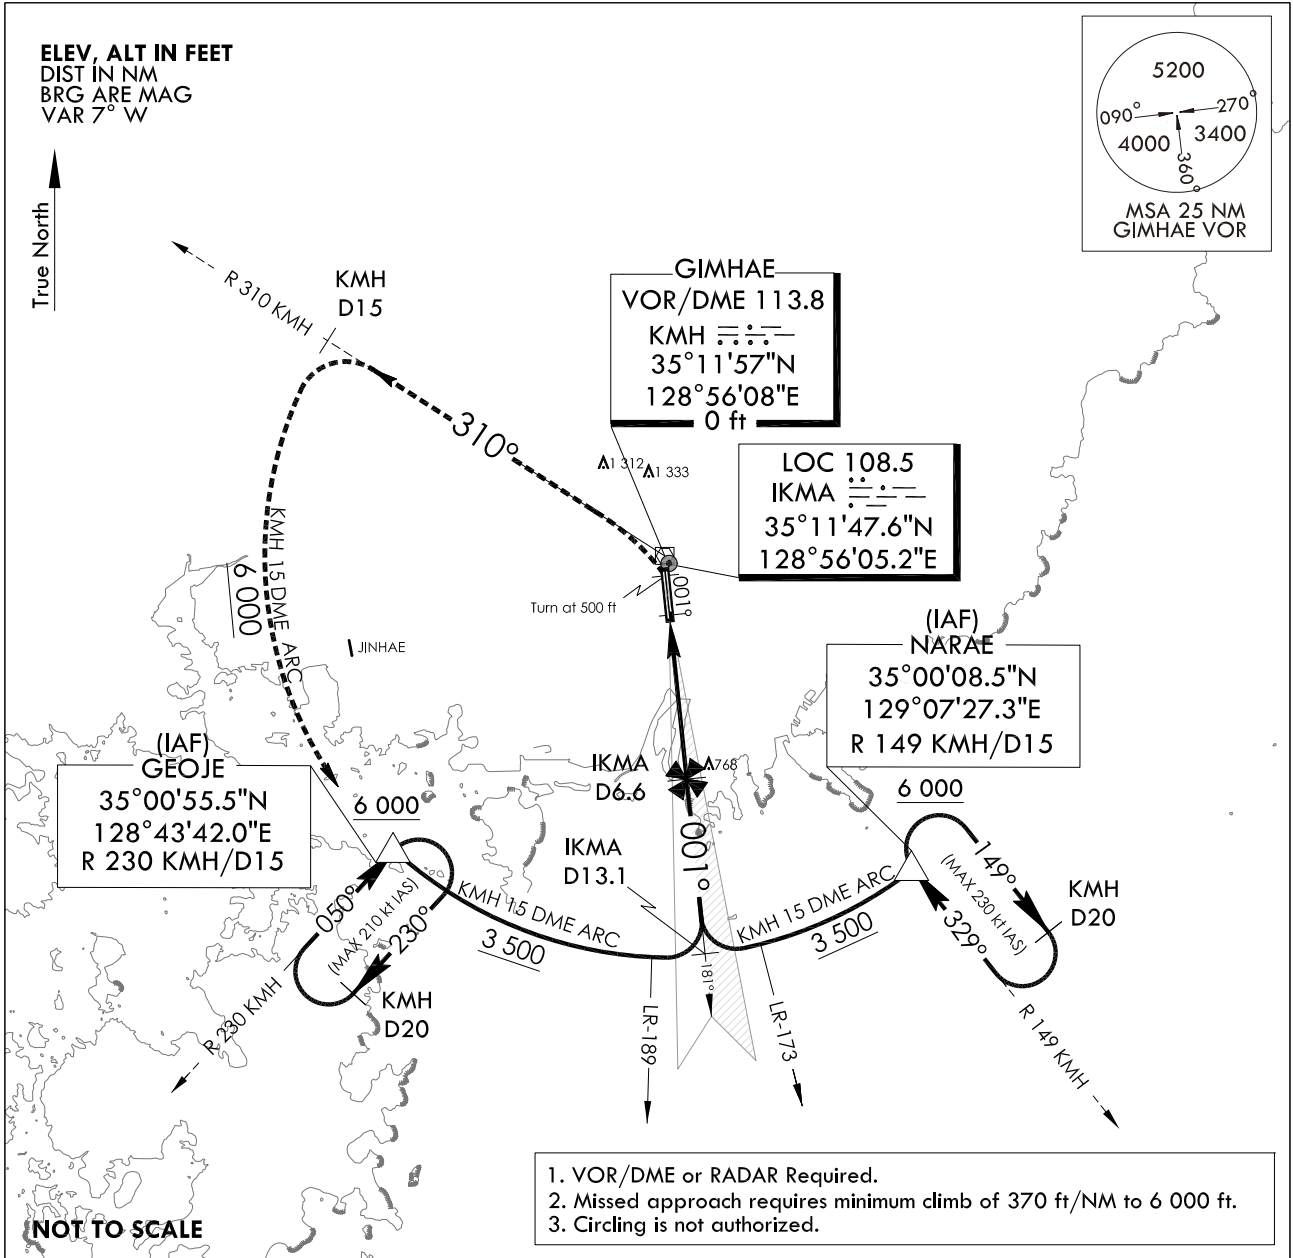 ELEV, ALT IN FEET
DIST IN NM
BRG ARE MAG
VAR 7° W
True North
5200
090°
270°
4000
3400
360°
MSA 25 NM
GIMHAE VOR
R 310 KMH
KMH
D15
GIMHAE
VOR/DME 113.8
KMH
35°11'57"N
128°56'08"E
0 ft
310°
1 312
1 333
LOC 108.5
IKMA
35°11'47.6"N
128°56'05.2"E
KMH 15 DME ARC
6 000
Turn at 500 ft
001°
JINHAE
(IAF)
NARAE
35°00'08.5"N
129°07'27.3"E
R 149 KMH/D15
(IAF)
GEOJE
35°00'55.5"N
128°43'42.0"E
R 230 KMH/D15
IKMA
D6.6
768
6 000
6 000
001°
IKMA
D13.1
KMH 15 DME ARC
3 500
KMH 15 DME ARC
3 500
050°
(MAX 210 kt IAS)
230°
149°
(MAX 230 kt IAS)
329°
KMH
D20
KMH
D20
R 230 KMH
181°
LR-189
LR-173
R 149 KMH
1. VOR/DME or RADAR Required.
2. Missed approach requires minimum climb of 370 ft/NM to 6 000 ft.
3. Circling is not authorized.
NOT TO SCALE